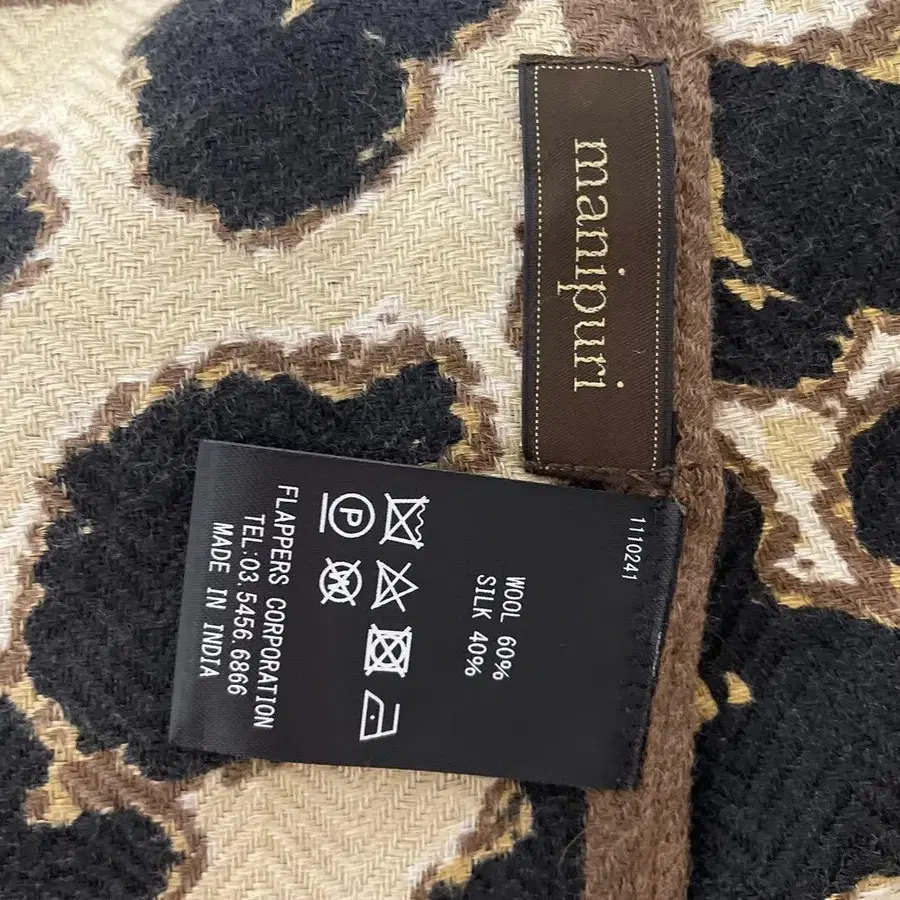 manipuri
1110241
WOOL 60%
SILK 40%
P
W
FLAPPERS CORPORATION
TEL:03.5456.6866
MADE IN INDIA